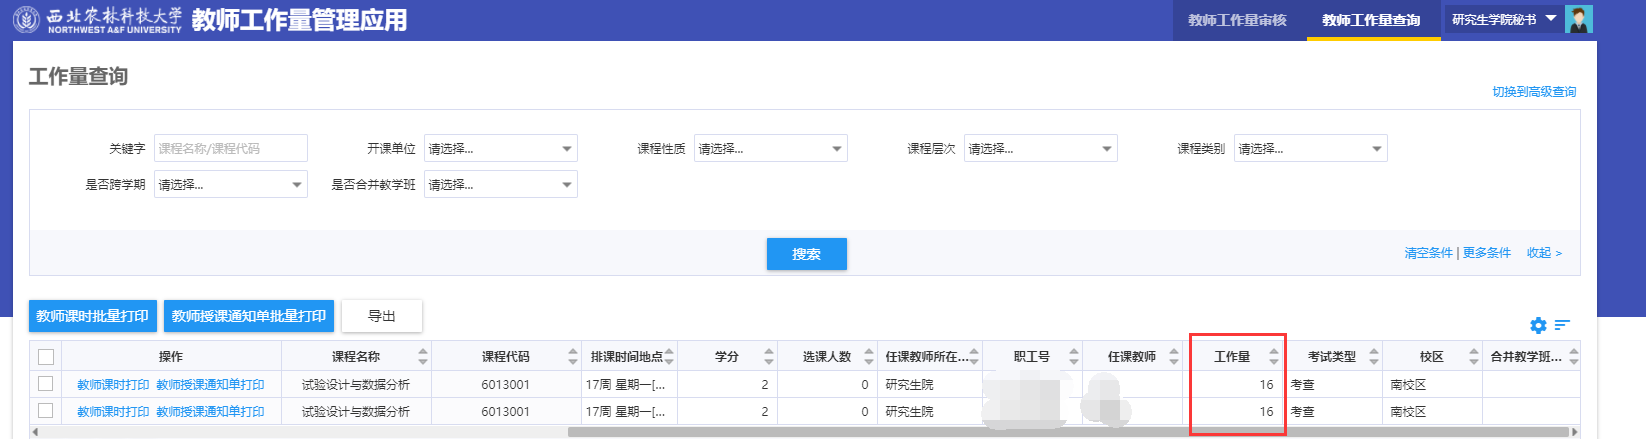 西北农林科技大学
NORTHWEST A&F UNIVERSITY
教师工作量管理应用
教师工作量审核 教师工作量查询 研究生学院秘书
工作量查询
切换到高级查询
关键字 课程名称/课程代码 开课单位 请选择... 课程性质 请选择... 课程层次 请选择... 课程类别 请选择...
是否跨学期 请选择... 是否合并教学班 请选择...
搜索
清空条件 | 更多条件 收起 >
教师课时批量打印 教师授课通知单批量打印 导出
操作 课程名称 课程代码 排课时间地点 学分 选课人数 任课教师所在... 职工号 任课教师 工作量 考试类型 校区 合并教学班...
教师课时打印 教师授课通知单打印 试验设计与数据分析 6013001 17周 星期一[... 2 0 研究生院 16 考查 南校区
教师课时打印 教师授课通知单打印 试验设计与数据分析 6013001 17周 星期一[... 2 0 研究生院 16 考查 南校区